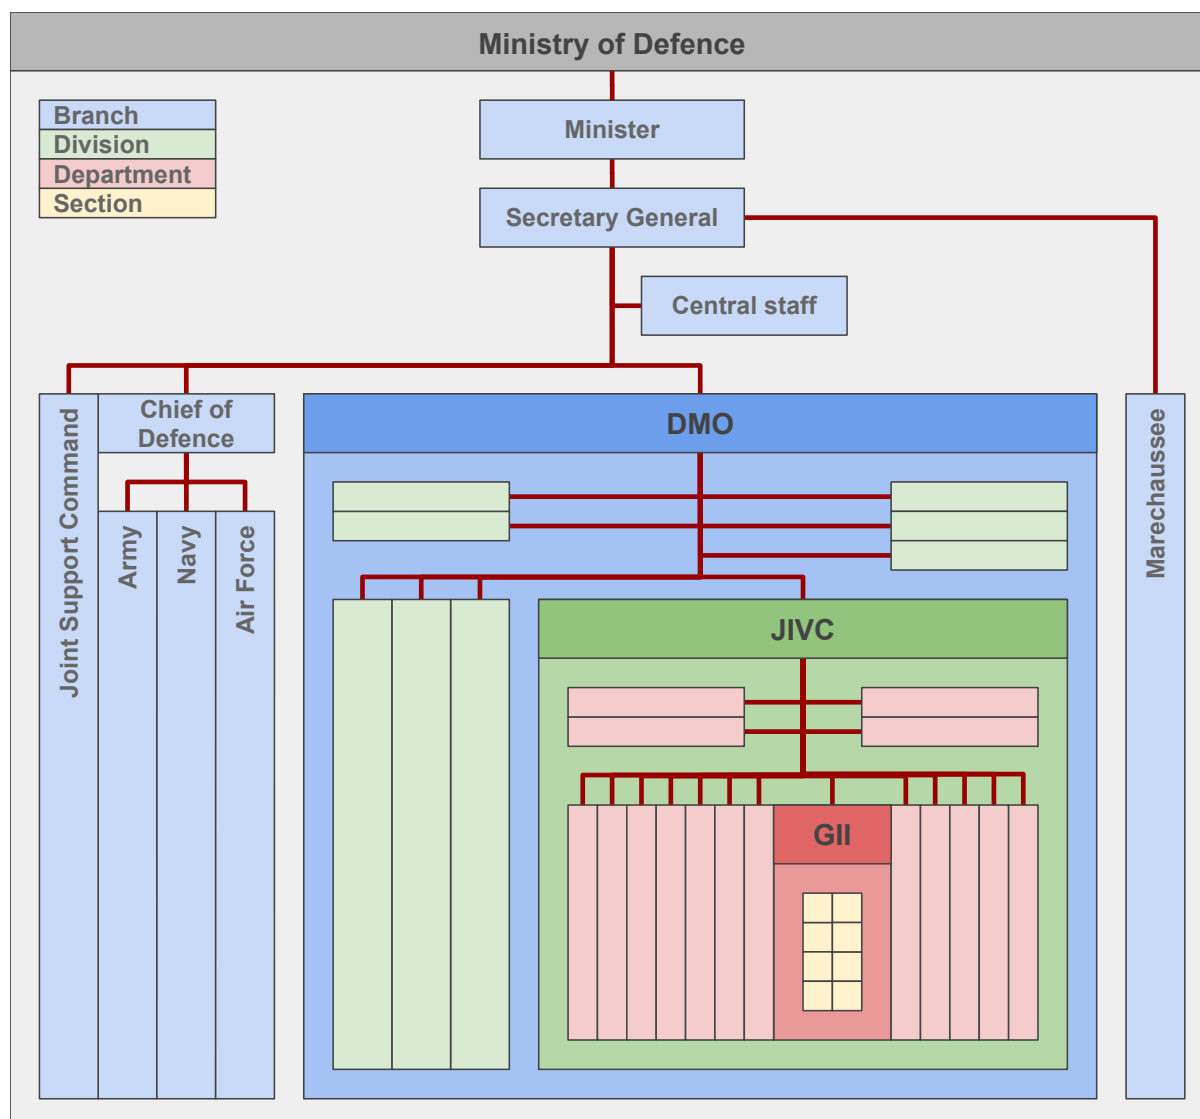 Ministry of Defence
Branch
Division
Department
Section
Minister
Secretary General
Central staff
Joint Support Command
Chief of
Defence
Army
Navy
Air Force
DMO
JIVC
GII
Marechaussee